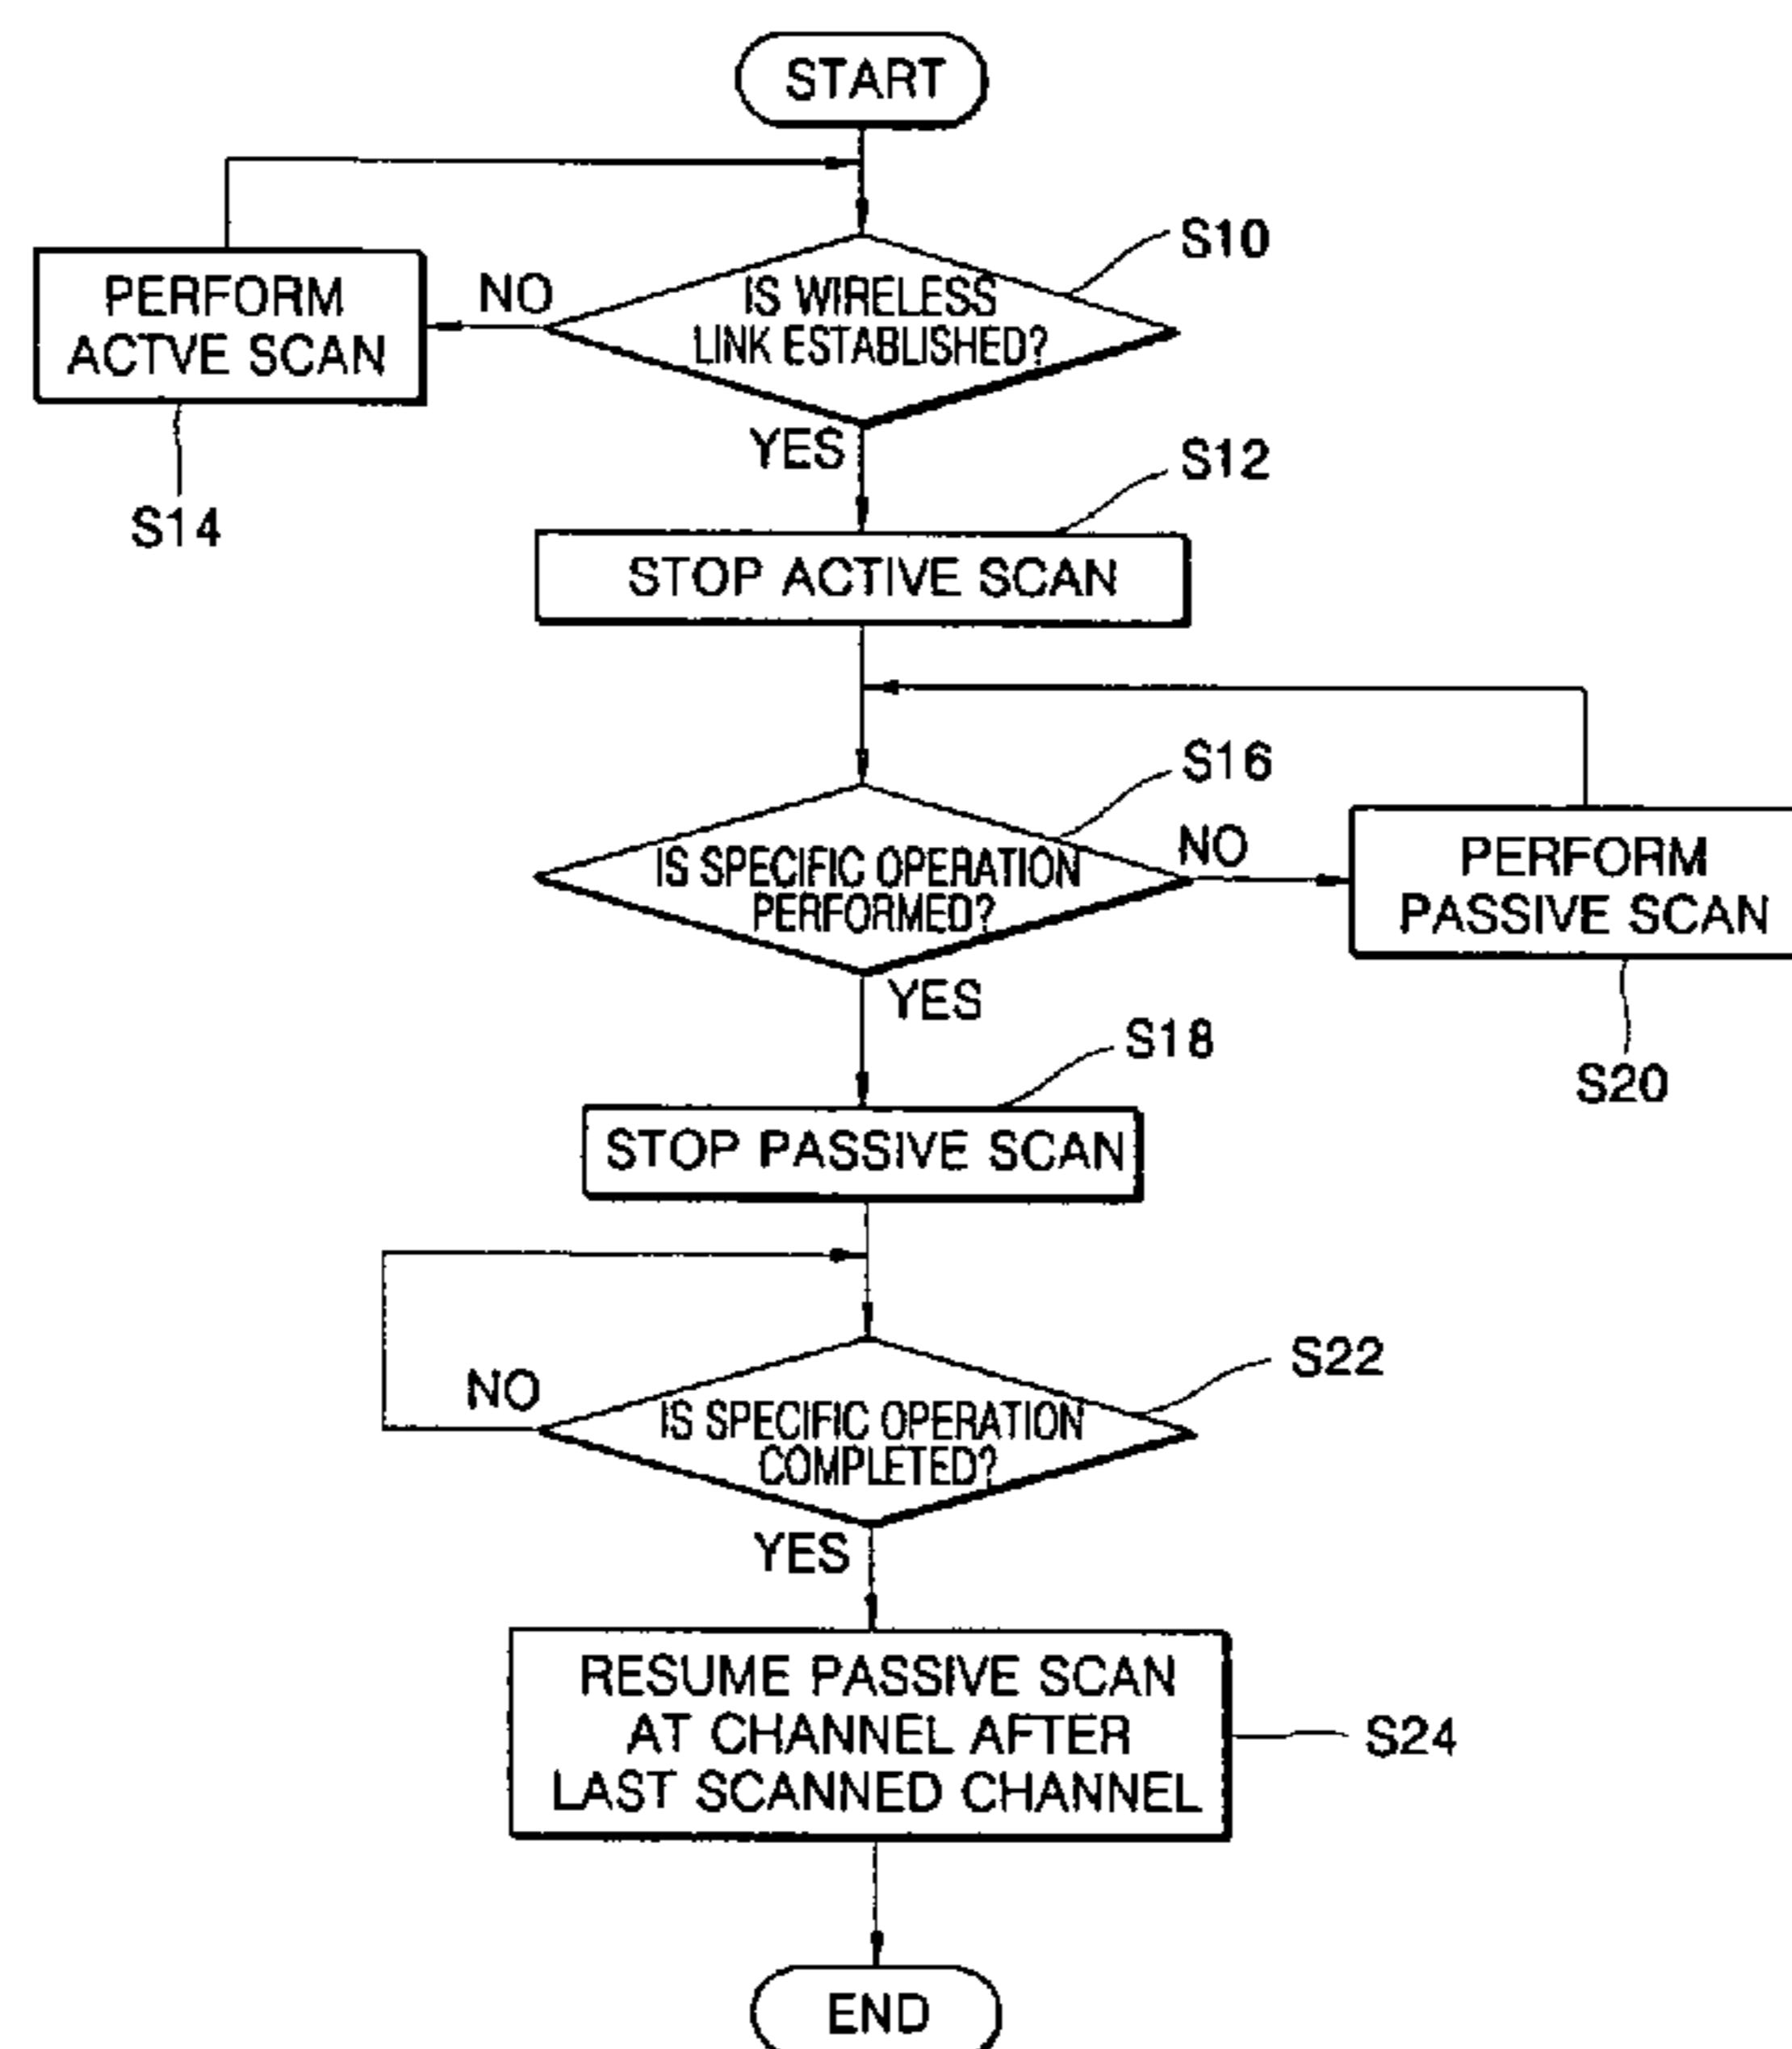 START
S10
IS WIRELESS
LINK ESTABLISHED?
NO
PERFORM
ACTVE SCAN
S14
YES
S12
STOP ACTIVE SCAN
S16
IS SPECIFIC OPERATION
PERFORMED?
NO
PERFORM
PASSIVE SCAN
S20
YES
S18
STOP PASSIVE SCAN
S22
NO
IS SPECIFIC OPERATION
COMPLETED?
YES
RESUME PASSIVE SCAN
AT CHANNEL AFTER
LAST SCANNED CHANNEL
S24
END